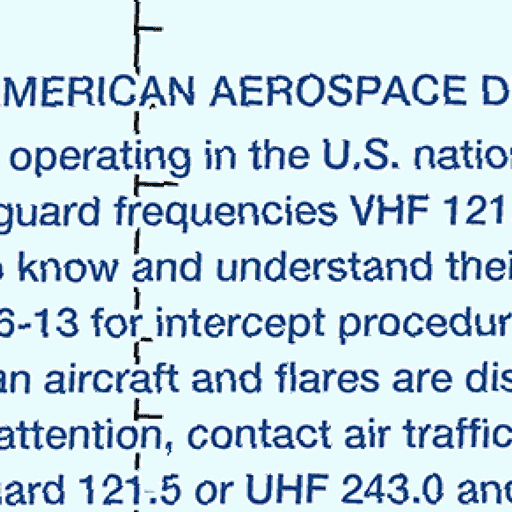 MERICAN AEROSPACE D
operating in the U.S. natio
guard frequencies VHF 121
know and understand thei
6-13 for intercept procedur
an aircraft and flares are dis
attention, contact air traffic
ard 121.5 or UHF 243.0 and